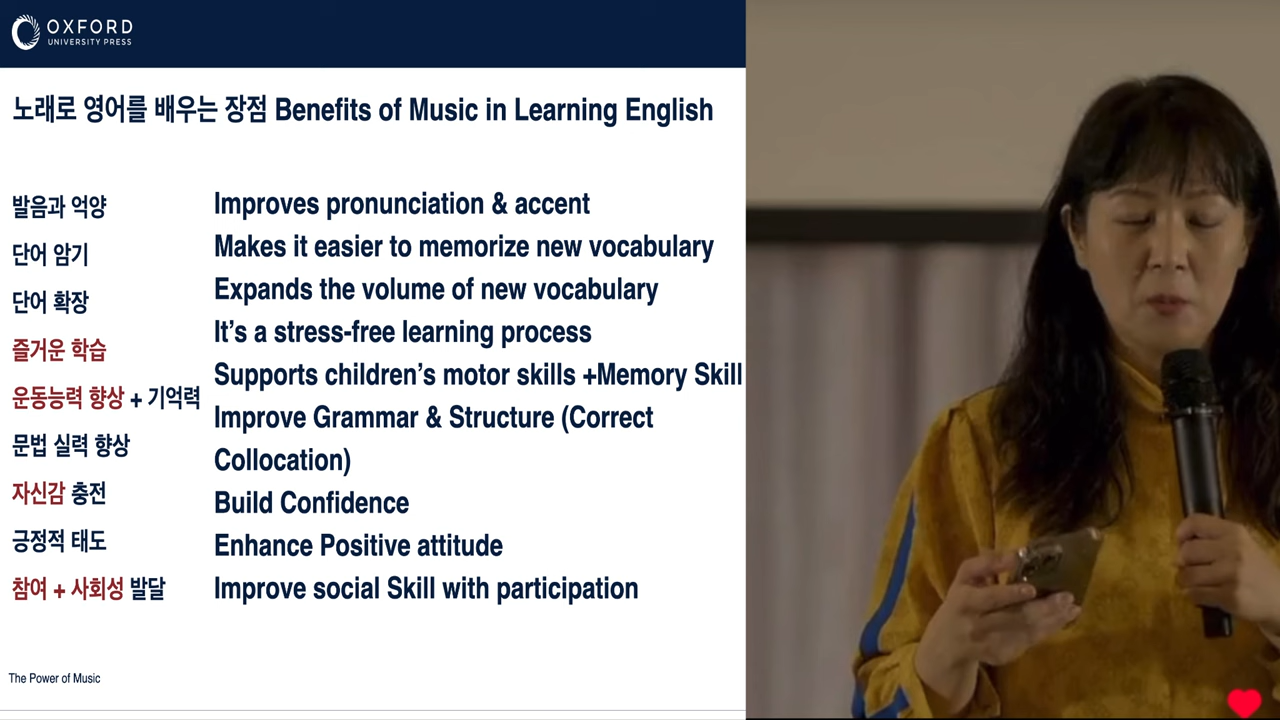 OXFORD
UNIVERSITY PRESS
노래로 영어를 배우는 장점 Benefits of Music in Learning English
발음과 억양
단어 암기
단어 확장
즐거운 학습
운동능력 향상 + 기억력
문법 실력 향상
자신감 충전
긍정적 태도
참여 + 사회성 발달
Improves pronunciation & accent
Makes it easier to memorize new vocabulary
Expands the volume of new vocabulary
It's a stress-free learning process
Supports children's motor skills +Memory Skill
Improve Grammar & Structure (Correct
Collocation)
Build Confidence
Enhance Positive attitude
Improve social Skill with participation
The Power of Music